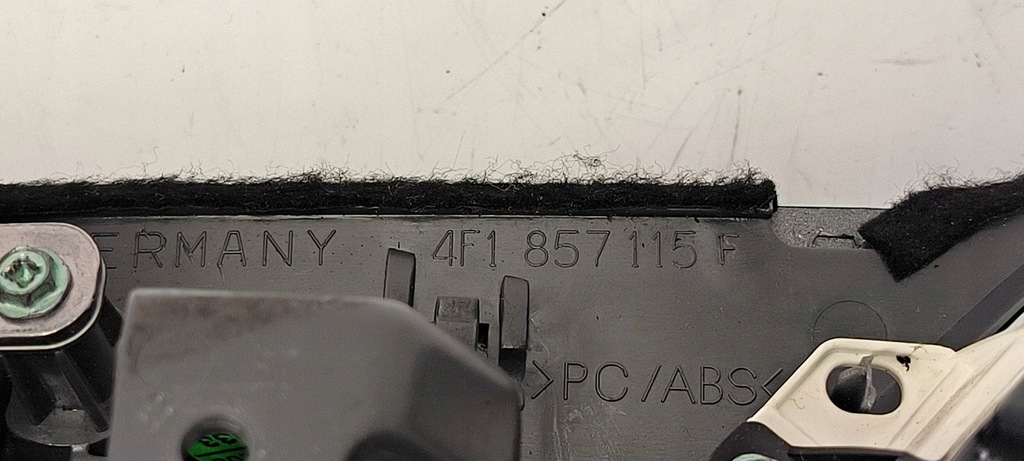 ERMANY 4F1 857 115 F
>PC/ABS<